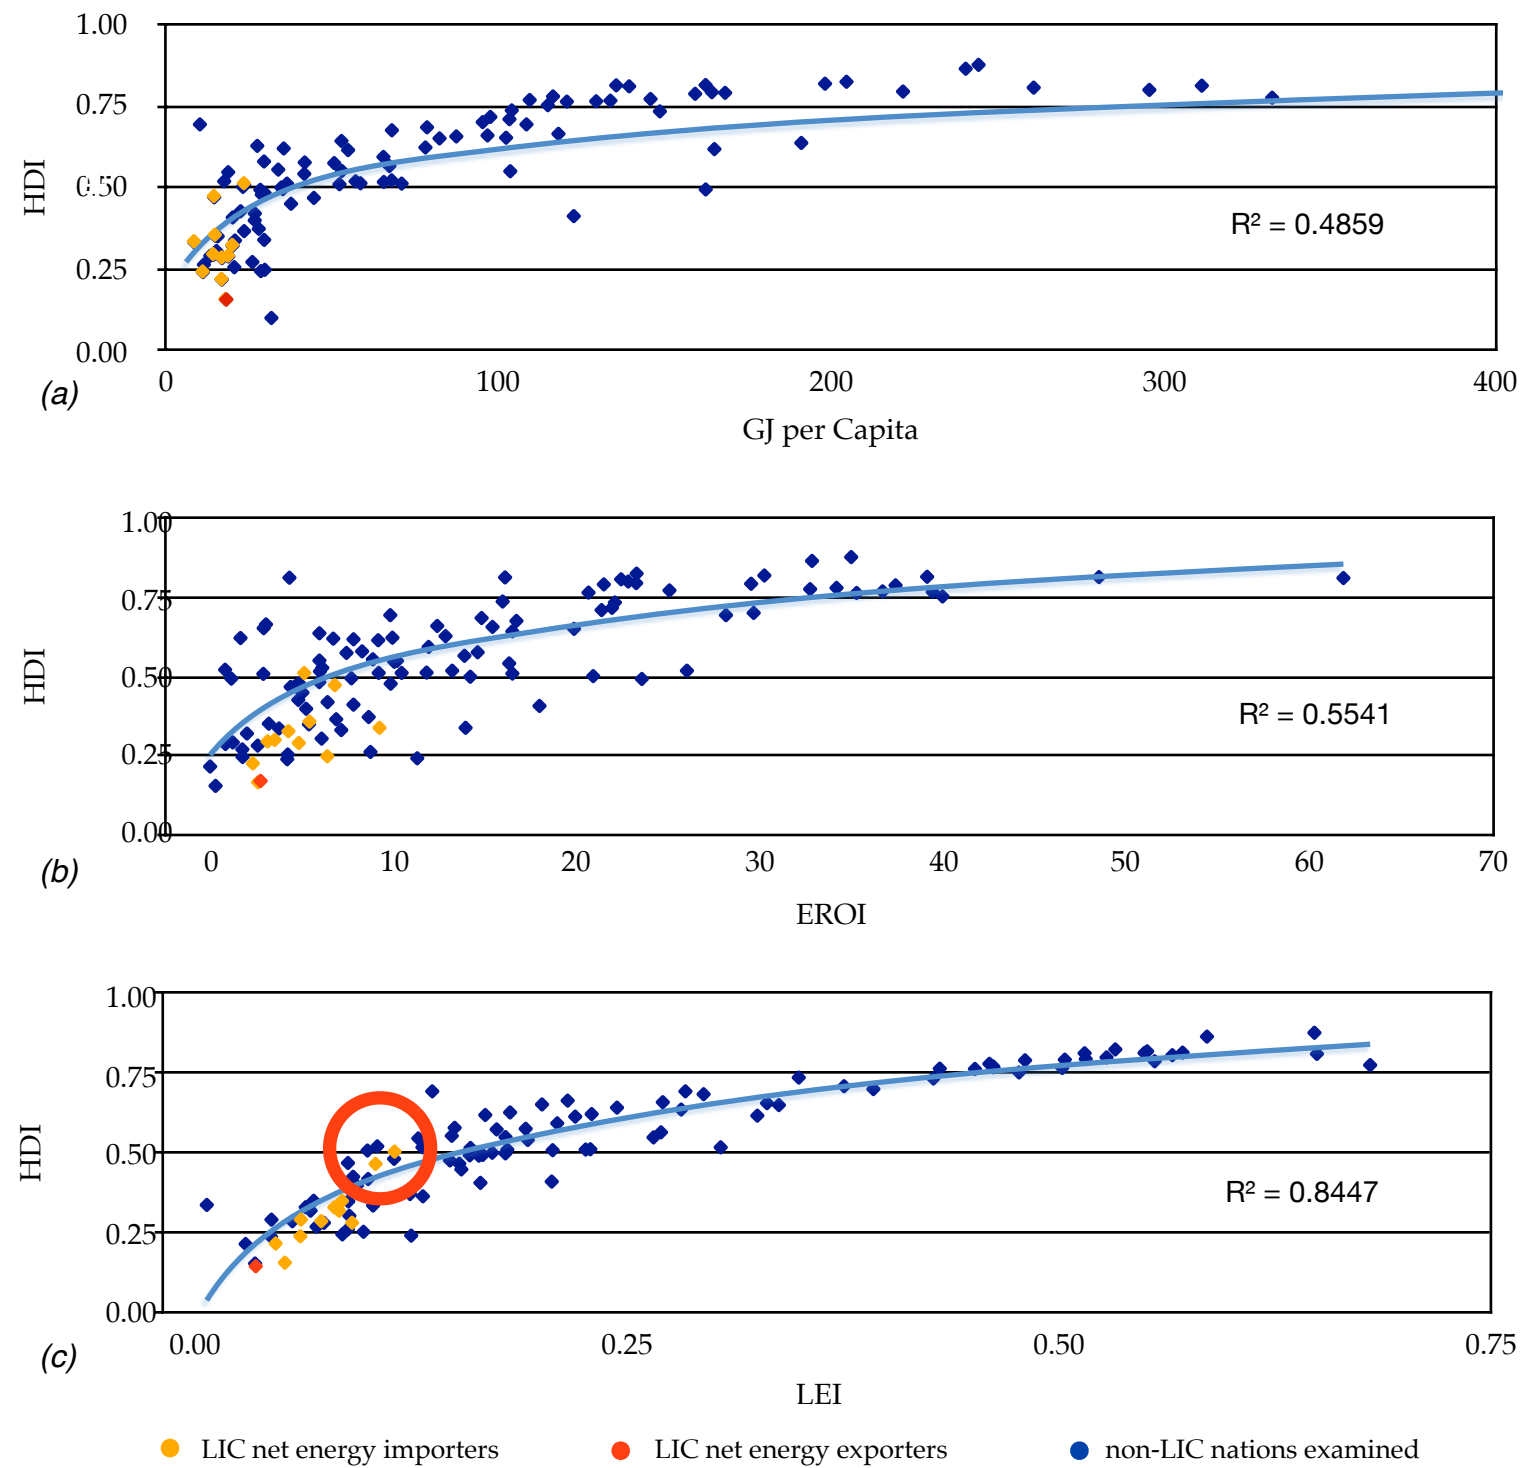 1.00
0.75
0.50
0.25
0.00
HDI
R² = 0.4859
0 100 200 300 400
(a)
GJ per Capita
1.00
0.75
0.50
0.25
0.00
HDI
R² = 0.5541
0 10 20 30 40 50 60 70
(b)
EROI
1.00
0.75
0.50
0.25
0.00
HDI
R² = 0.8447
0.00 0.25 0.50 0.75
(c)
LEI
LIC net energy importers LIC net energy exporters non-LIC nations examined